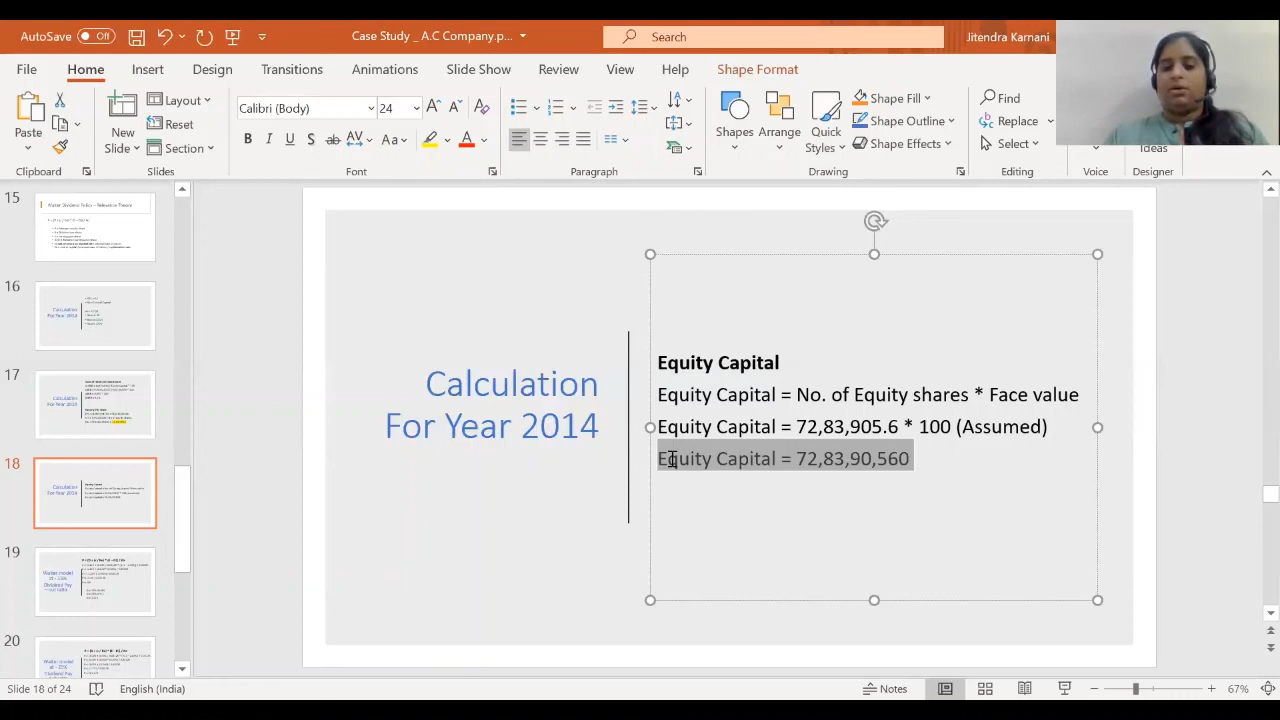 AutoSave Off Case Study _ A.C Company.p... Search Jitendra Karnani
File Home Insert Design Transitions Animations Slide Show Review View Help Shape Format
Paste
New
Slide
Layout
Reset
Section
Calibri (Body) 24
Shapes Arrange Quick
Styles
Shape Fill
Shape Outline
Shape Effects
Find
Replace
Select
Ideas
Clipboard Slides Font Paragraph Drawing Voice Designer
15
16
Calculation
For Year 2014
17
Calculation
For Year 2014
18
Calculation
For Year 2014
19
20
Calculation
For Year 2014
Equity Capital
Equity Capital = No. of Equity shares * Face value
Equity Capital = 72,83,905.6 * 100 (Assumed)
Equity Capital = 72,83,90,560
Slide 18 of 24 English (India) Notes 67%